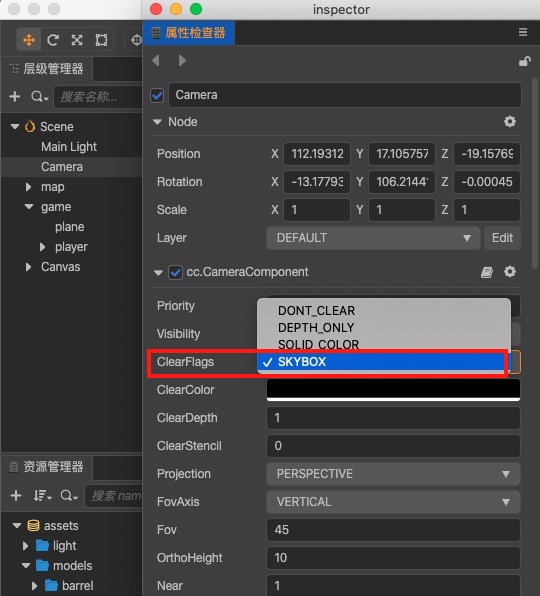 inspector
属性检查器
层级管理器
搜索名称...
Scene
Main Light
Camera
map
game
plane
player
Canvas
资源管理器
搜索 nam
assets
light
models
barrel
Camera
Node
Position X 112.19312 Y 17.105757 Z -19.15769
Rotation X -13.17793 Y 106.2144 Z -0.00045
Scale X 1 Y 1 Z 1
Layer DEFAULT Edit
cc.CameraComponent
Priority
DONT_CLEAR
DEPTH_ONLY
Visibility
SOLID_COLOR
ClearFlags ✓ SKYBOX
ClearColor
ClearDepth 1
ClearStencil 0
Projection PERSPECTIVE
FovAxis VERTICAL
Fov 45
OrthoHeight 10
Near 1